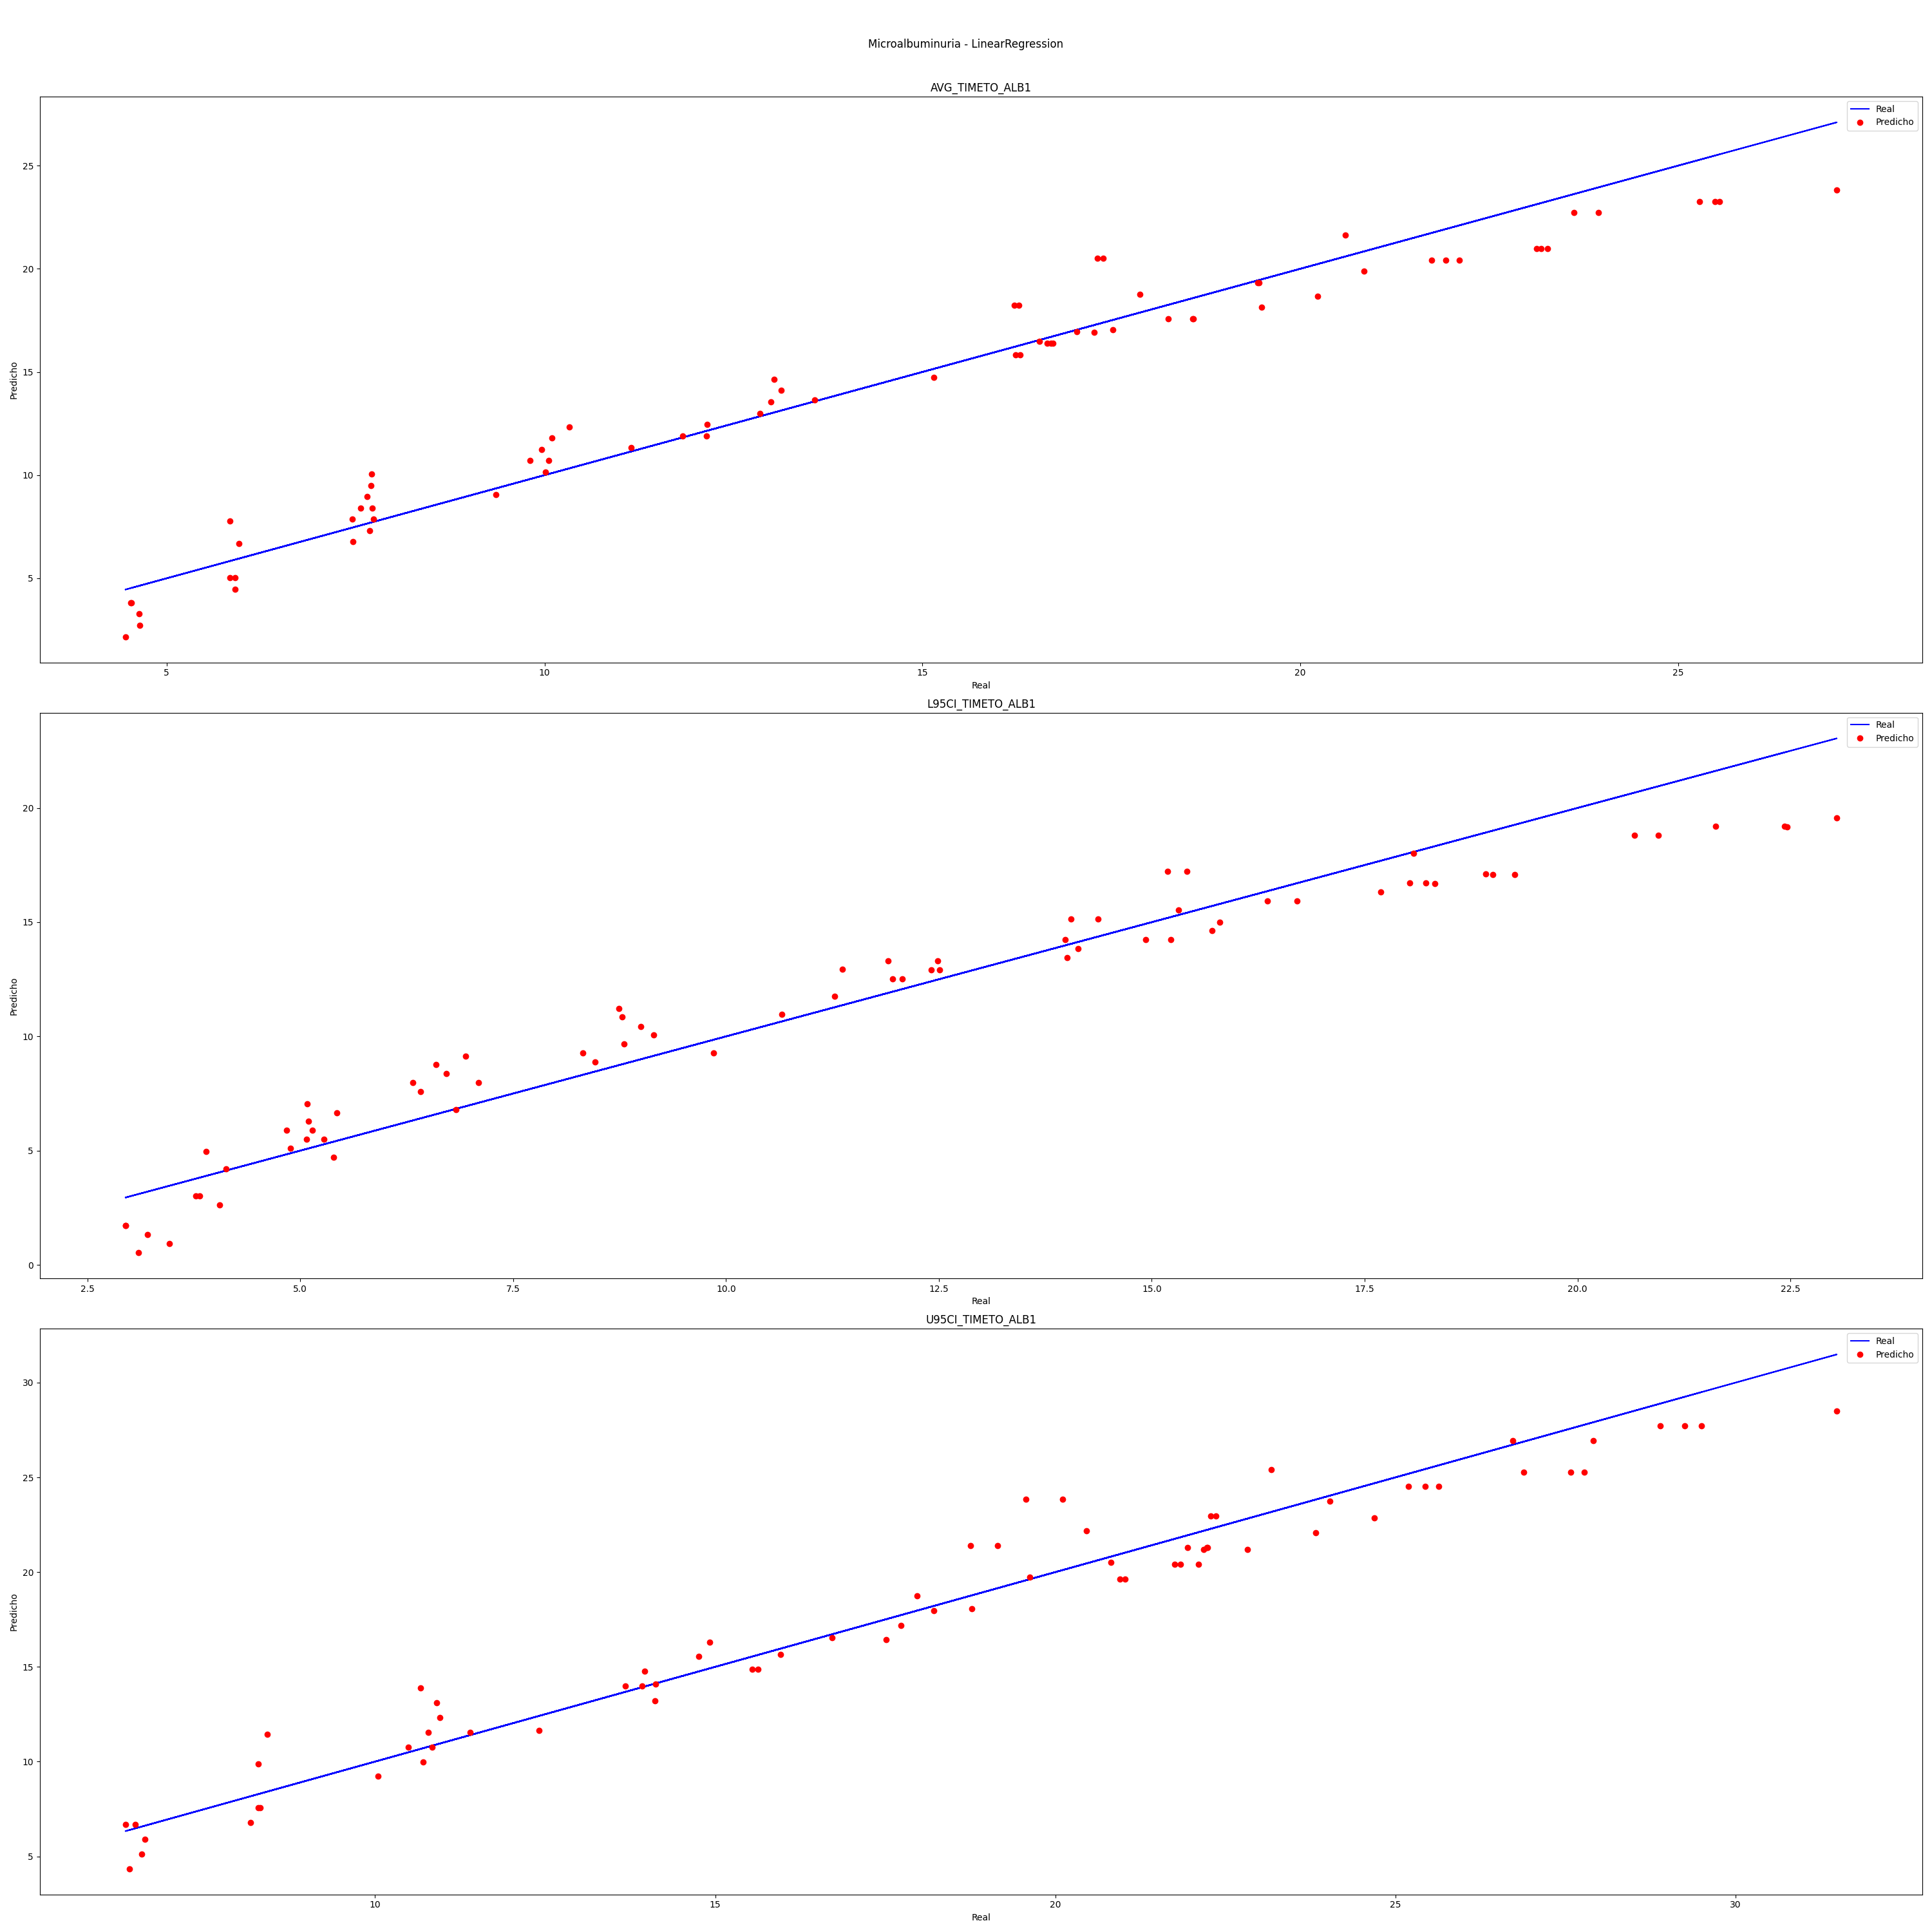 Microalbuminuria - LinearRegression
AVG_TIMETO_ALB1
Real
Predicho
25
20
15
10
5
Predicho
5
10
15
20
25
Real
L95CI_TIMETO_ALB1
Real
Predicho
20
15
10
5
0
Predicho
2.5
5.0
7.5
10.0
12.5
15.0
17.5
20.0
22.5
Real
U95CI_TIMETO_ALB1
Real
Predicho
30
25
20
15
10
5
Predicho
10
15
20
25
30
Real